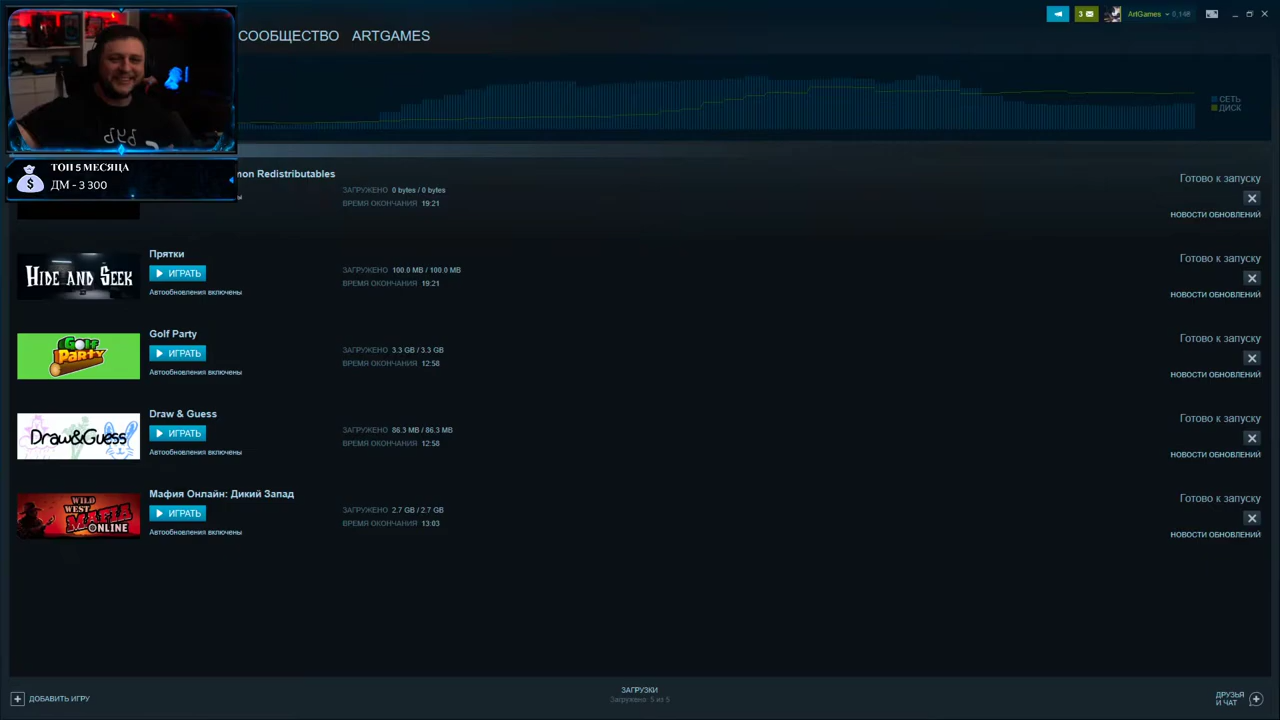 3
ArtGames
СООБЩЕСТВО ARTGAMES
СЕТЬ
ДИСК
ТОП 5 МЕСЯЦА
ДМ - 3 300
mon Redistributables
ЗАГРУЖЕНО 0 bytes / 0 bytes
ВРЕМЯ ОКОНЧАНИЯ 19:21
Готово к запуску
НОВОСТИ ОБНОВЛЕНИЙ
HIDE AND SEEK
Прятки
ИГРАТЬ
Автообновления включены
ЗАГРУЖЕНО 100.0 MB / 100.0 MB
ВРЕМЯ ОКОНЧАНИЯ 19:21
Готово к запуску
НОВОСТИ ОБНОВЛЕНИЙ
GOLF PARTY
Golf Party
ИГРАТЬ
Автообновления включены
ЗАГРУЖЕНО 3.3 GB / 3.3 GB
ВРЕМЯ ОКОНЧАНИЯ 12:58
Готово к запуску
НОВОСТИ ОБНОВЛЕНИЙ
Draw&Guess
Draw & Guess
ИГРАТЬ
Автообновления включены
ЗАГРУЖЕНО 86.3 MB / 86.3 MB
ВРЕМЯ ОКОНЧАНИЯ 12:58
Готово к запуску
НОВОСТИ ОБНОВЛЕНИЙ
WILD
WEST
MAFIA
ONLINE
Мафия Онлайн: Дикий Запад
ИГРАТЬ
Автообновления включены
ЗАГРУЖЕНО 2.7 GB / 2.7 GB
ВРЕМЯ ОКОНЧАНИЯ 13:03
Готово к запуску
НОВОСТИ ОБНОВЛЕНИЙ
ДОБАВИТЬ ИГРУ
ЗАГРУЗКИ
Загружено: 5 из 5
ДРУЗЬЯ
И ЧАТ